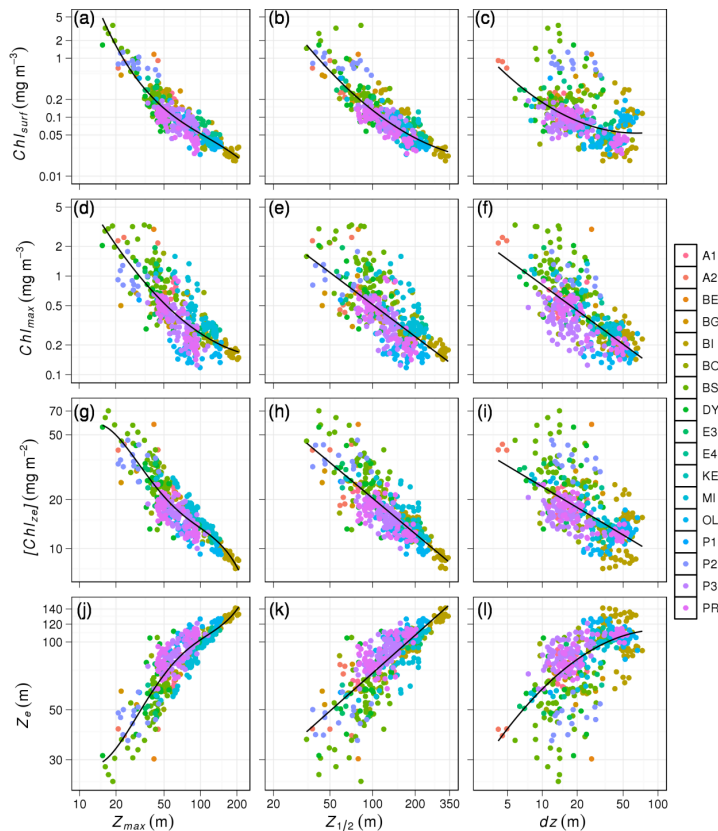 (a) (b) (c)
5 2 1 0.2 0.1 0.05 0.01
Chl_surf (mg m⁻³)
(d) (e) (f)
5 2 1 0.5 0.2 0.1
Chl_max (mg m⁻³)
(g) (h) (i)
70 50 20 10
[Chl_ze] (mg m⁻²)
(j) (k) (l)
140 120 100 50 30
Z_e (m)
10 20 50 100 200
20 50 100 200 350
5 10 20 50 100
Z_max (m) Z_1/2 (m) dz (m)
A1
A2
BE
BG
BI
BO
BS
DY
E3
E4
KE
MI
OL
P1
P2
P3
PR